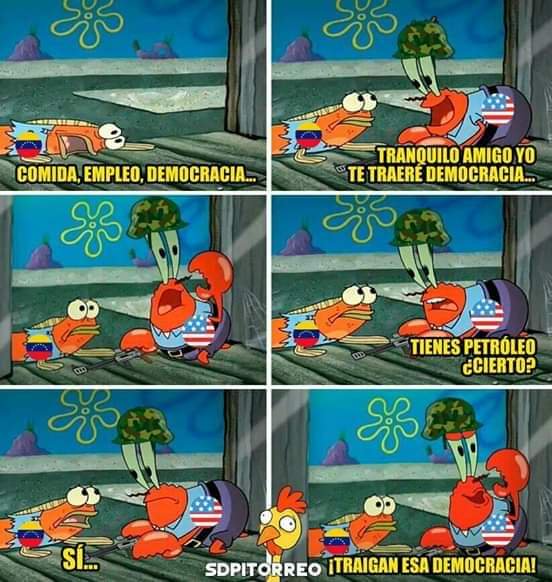 COMIDA, EMPLEO, DEMOCRACIA...
TRANQUILO AMIGO YO
TE TRAERÉ DEMOCRACIA...
TIENES PETRÓLEO
¿CIERTO?
SÍ...
¡TRAIGAN ESA DEMOCRACIA!
SDPITORREO